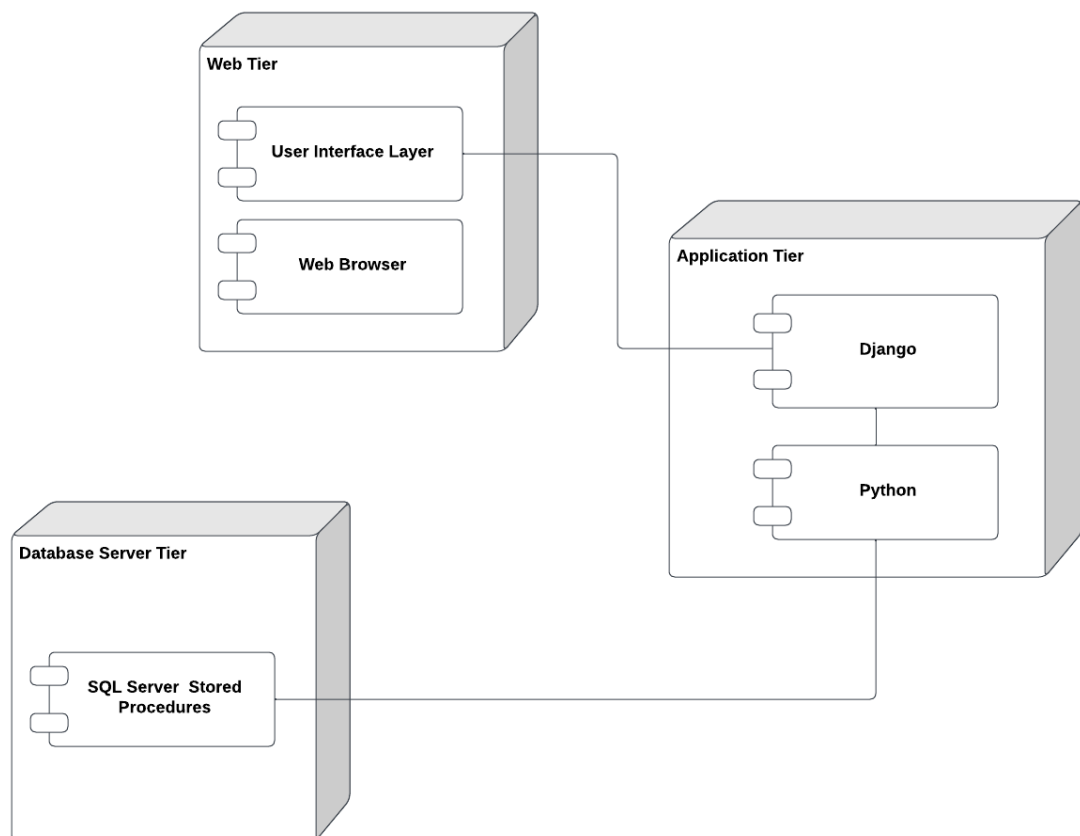 Web Tier
User Interface Layer
Web Browser
Application Tier
Django
Python
Database Server Tier
SQL Server  Stored
Procedures